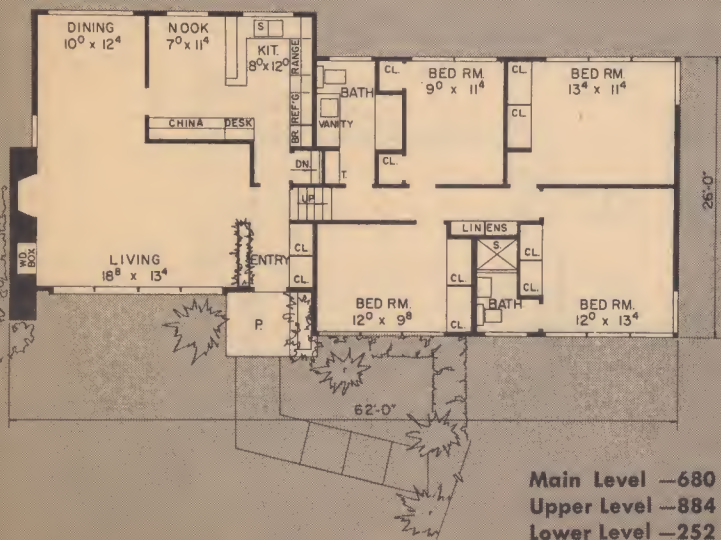 DINING
10⁰ x 12⁴
NOOK
7⁰ x 11⁴
S
KIT.
8⁰ x 12⁰
RANGE
REF'G
BR.
CHINA
DESK
DN.
UP
BATH
VANITY
T.
CL.
CL.
BED RM.
9⁰ x 11⁴
CL.
CL.
BED RM.
13⁴ x 11⁴
26'-0"
WD.
BOX
LIVING
18⁸ x 13⁴
ENTRY
CL.
CL.
P.
BED RM.
12⁰ x 9⁸
LINENS
CL.
CL.
S.
BATH
CL.
CL.
BED RM.
12⁰ x 13⁴
62'-0"
Main Level —680
Upper Level —884
Lower Level —252